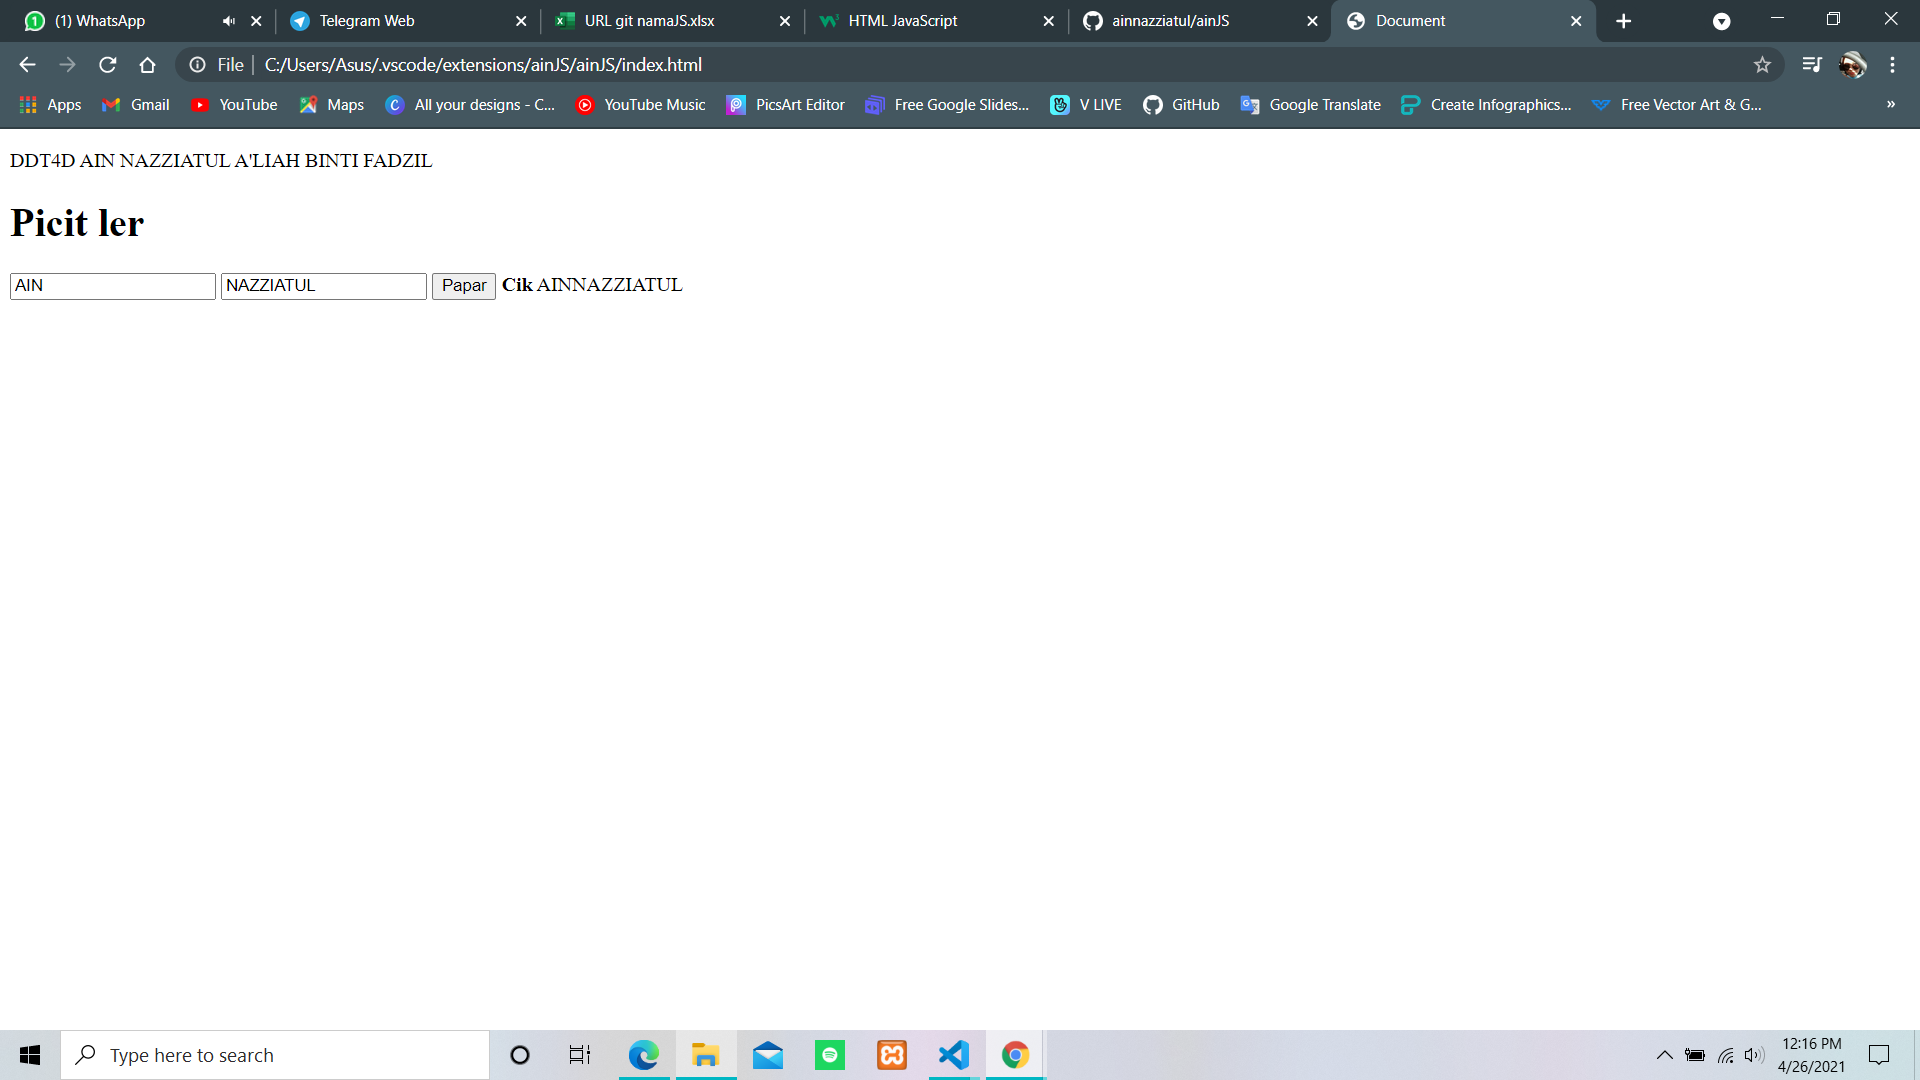 (1) WhatsApp
Telegram Web
URL git namaJS.xlsx
HTML JavaScript
ainnazziatul/ainJS
Document
File
C:/Users/Asus/.vscode/extensions/ainJS/ainJS/index.html
Apps
Gmail
YouTube
Maps
All your designs - C...
YouTube Music
PicsArt Editor
Free Google Slides...
V LIVE
GitHub
Google Translate
Create Infographics...
Free Vector Art & G...
»
DDT4D AIN NAZZIATUL A'LIAH BINTI FADZIL
Picit ler
AIN
NAZZIATUL
Papar
Cik AINNAZZIATUL
Type here to search
12:16 PM
4/26/2021